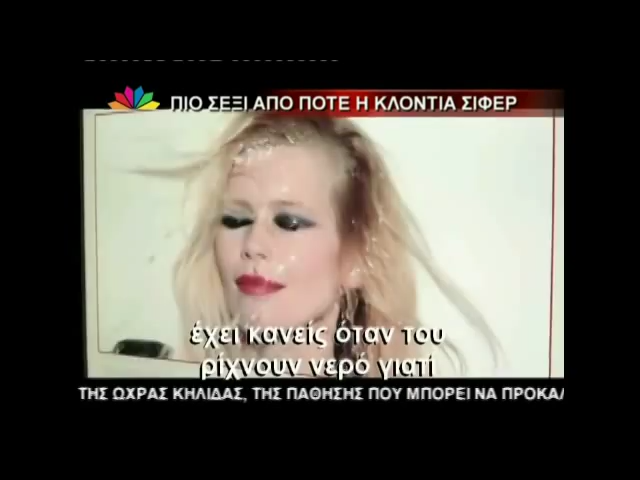 ΠΙΟ ΣΕΞΙ ΑΠΟ ΠΟΤΕ Η ΚΛΟΝΤΙΑ ΣΙΦΕΡ
έχει κανείς όταν του
ρίχνουν νερό γιατί
ΤΗΣ ΩΧΡΑΣ ΚΗΛΙΔΑΣ, ΤΗΣ ΠΑΘΗΣΗΣ ΠΟΥ ΜΠΟΡΕΙ ΝΑ ΠΡΟΚΑΛ